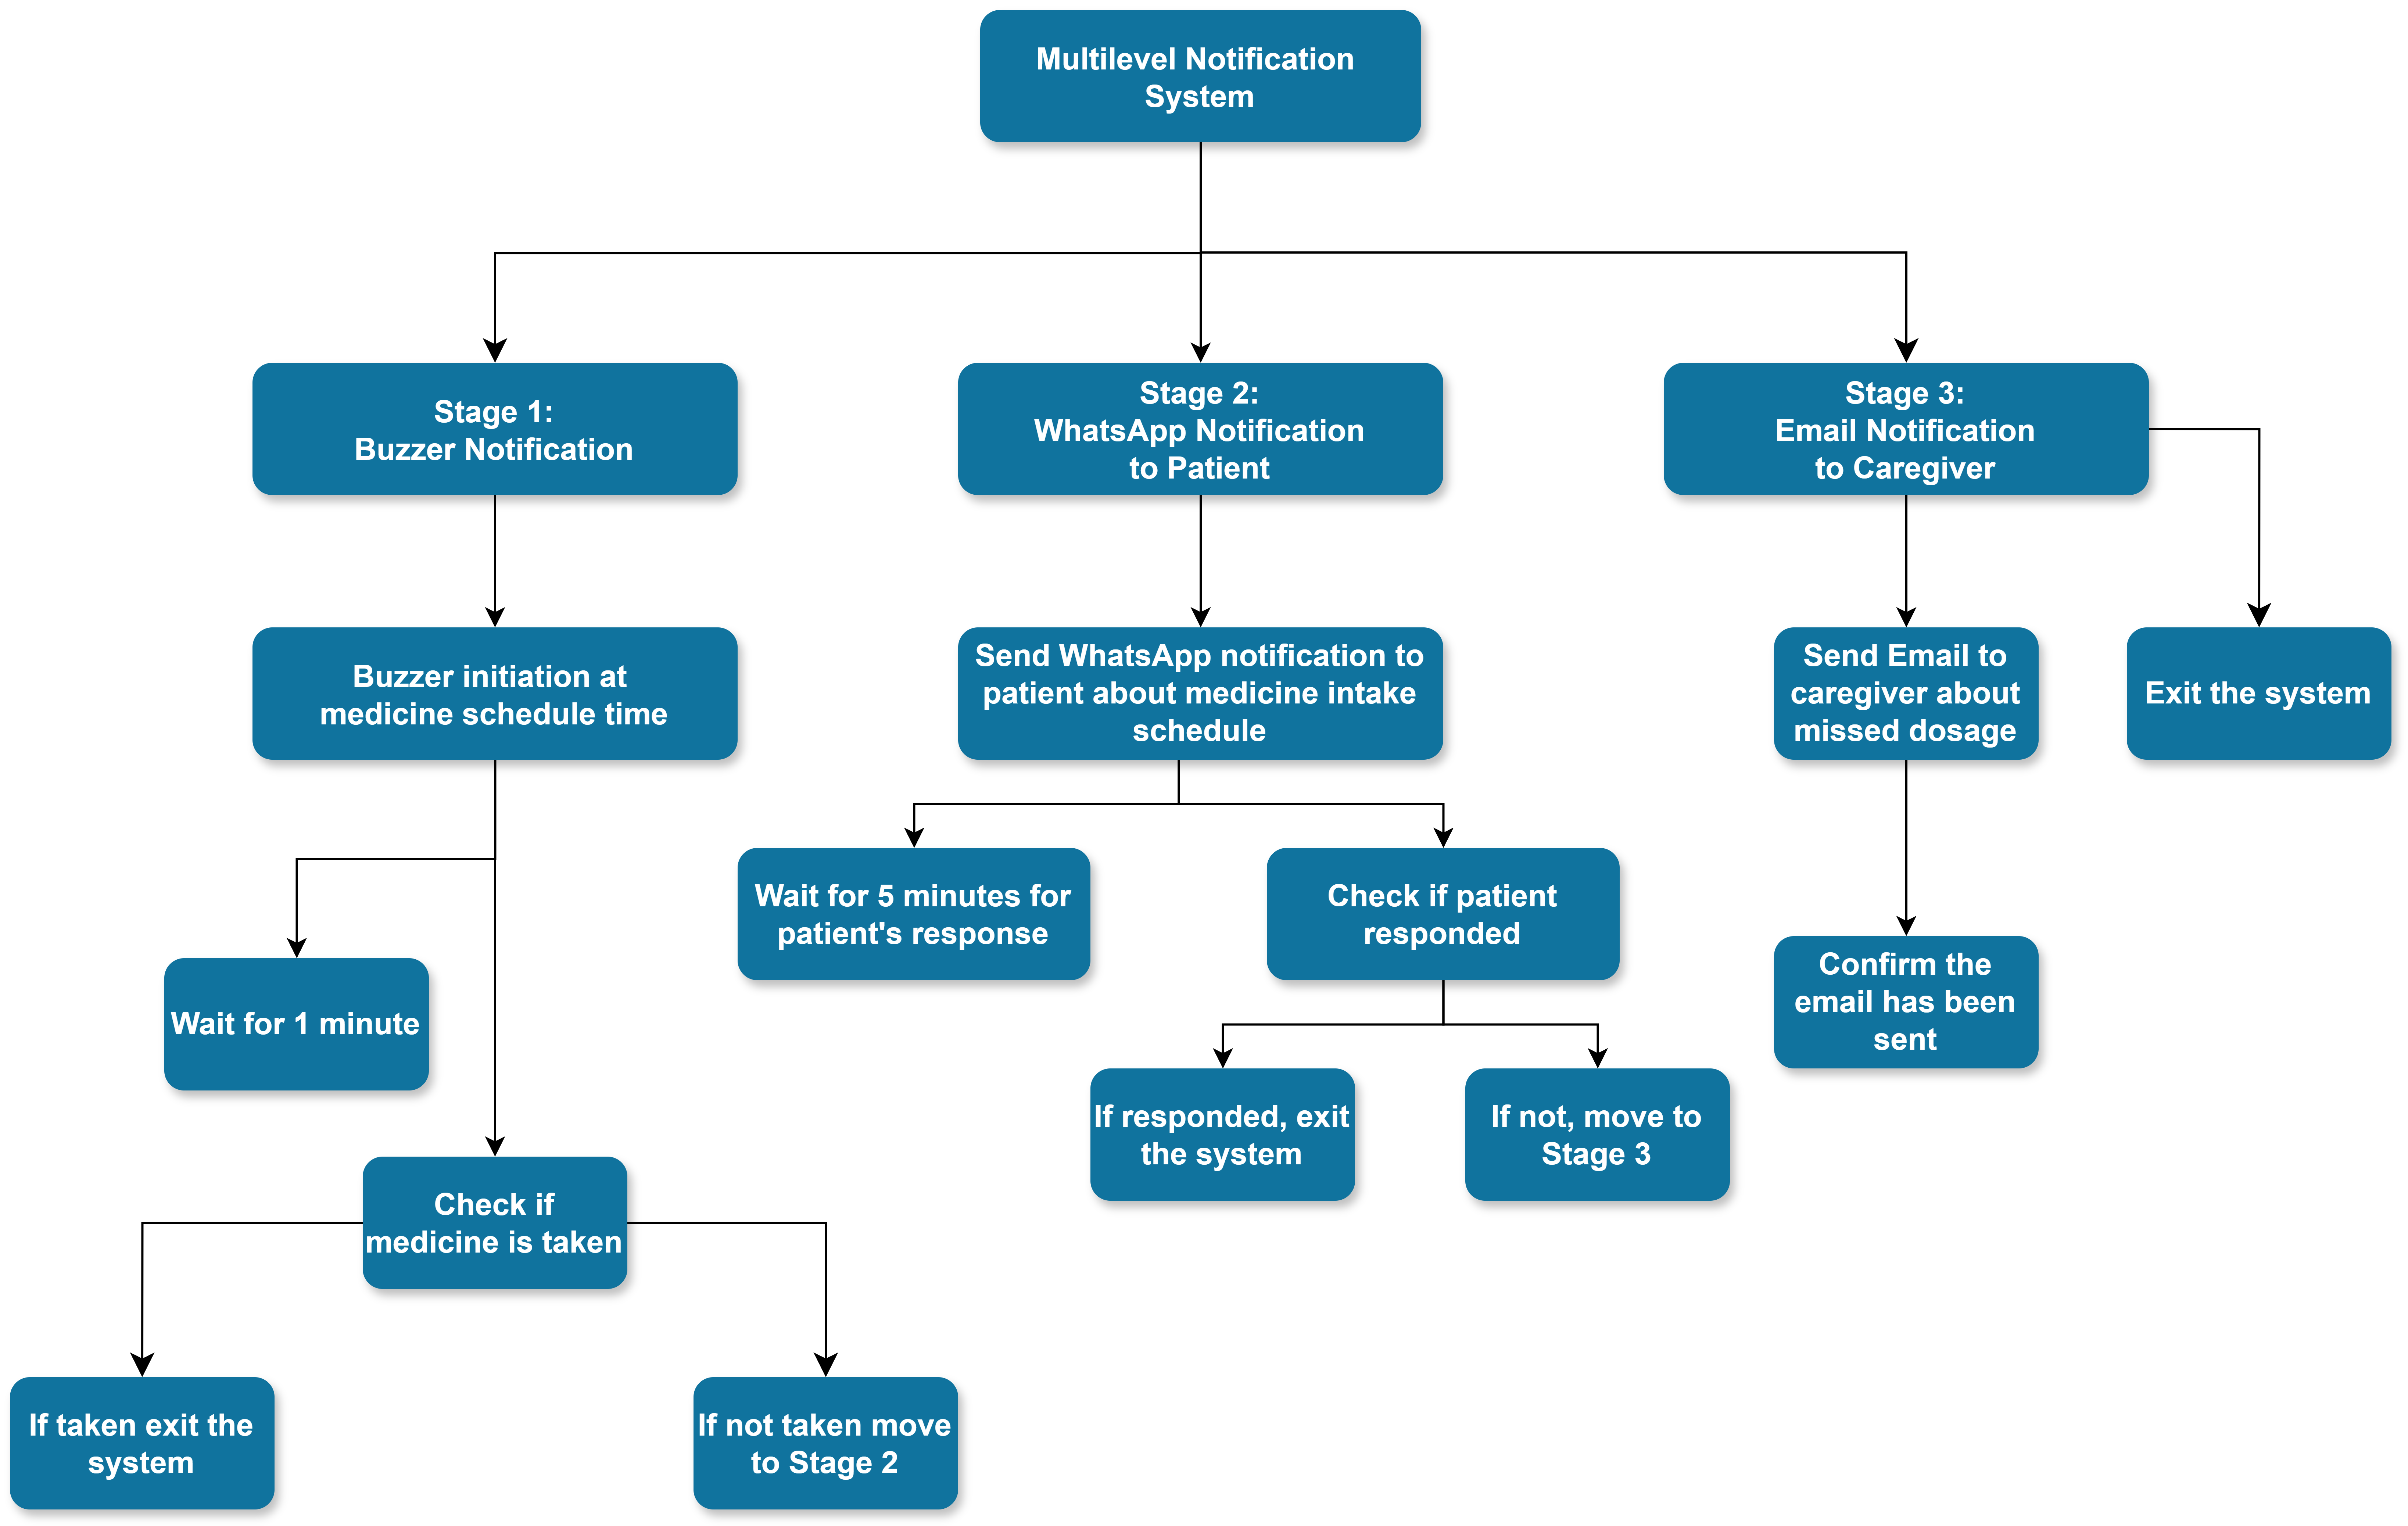 Multilevel Notification
System
Stage 1:
Buzzer Notification
Stage 2:
WhatsApp Notification
to Patient
Stage 3:
Email Notification
to Caregiver
Buzzer initiation at
medicine schedule time
Send WhatsApp notification to
patient about medicine intake
schedule
Send Email to
caregiver about
missed dosage
Exit the system
Wait for 5 minutes for
patient's response
Check if patient
responded
Wait for 1 minute
Confirm the
email has been
sent
If responded, exit
the system
If not, move to
Stage 3
Check if
medicine is taken
If taken exit the
system
If not taken move
to Stage 2